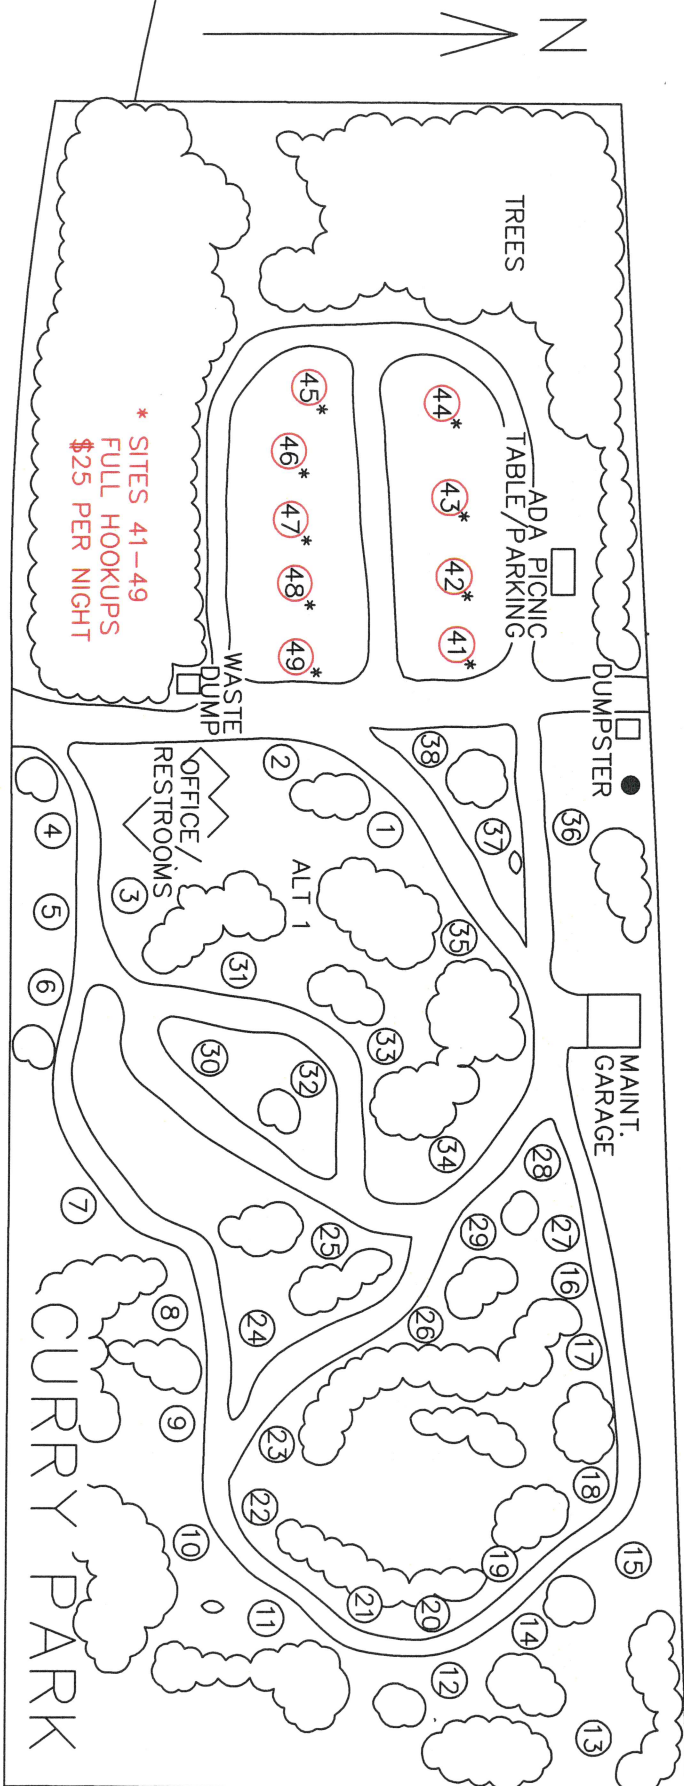 N
TREES
ADA PICNIC
TABLE/PARKING
DUMPSTER
44*
43*
42*
41*
45*
46*
47*
48*
49*
* SITES 41-49
FULL HOOKUPS
$25 PER NIGHT
WASTE
DUMP
OFFICE/
RESTROOMS
MAINT.
GARAGE
ALT 1
1
2
3
4
5
6
7
8
9
10
11
12
13
14
15
16
17
18
19
20
21
22
23
24
25
26
27
28
29
30
31
32
33
34
35
36
37
38
CURRY PARK